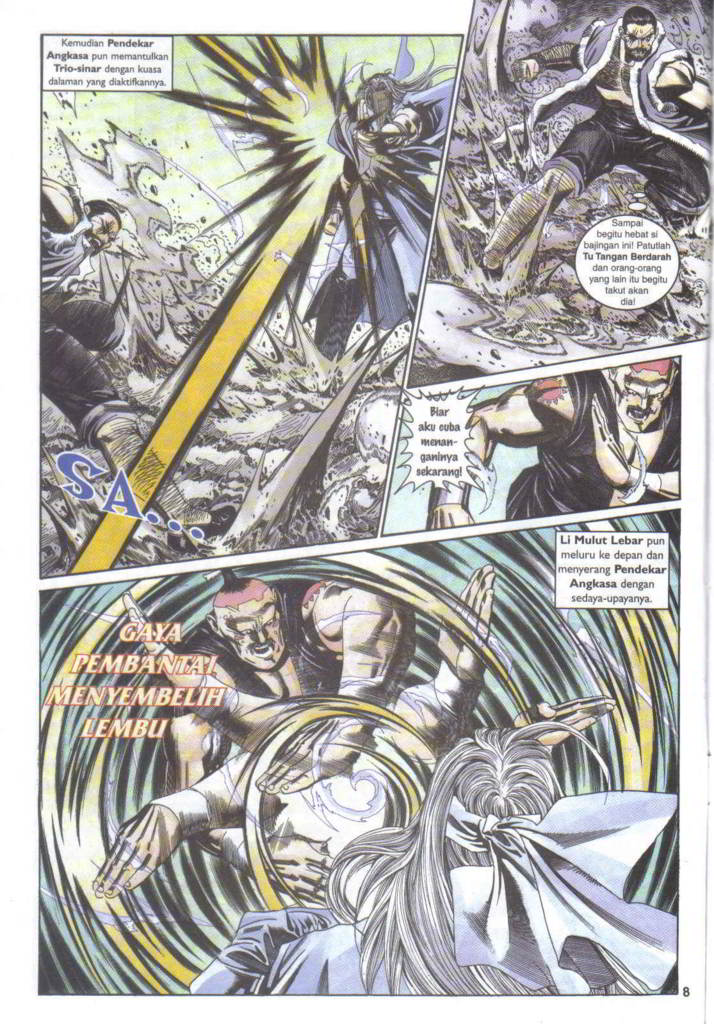 Kemudian Pendekar
Angkasa pun memantulkan
Trio-sinar dengan kuasa
dalaman yang diaktifkannya.
Sampai
begitu hebat si
bajingan ini! Patutlah
Tu Tangan Berdarah
dan orang-orang
yang lain itu begitu
takut akan
dia!
SA...
Biar
aku cuba
menan-
ganinya
sekarang!
Li Mulut Lebar pun
meluru ke depan dan
menyerang Pendekar
Angkasa dengan
sedaya-upayanya.
GAYA
PEMBANTAI
MENYEMBELIH
LEMBU
8